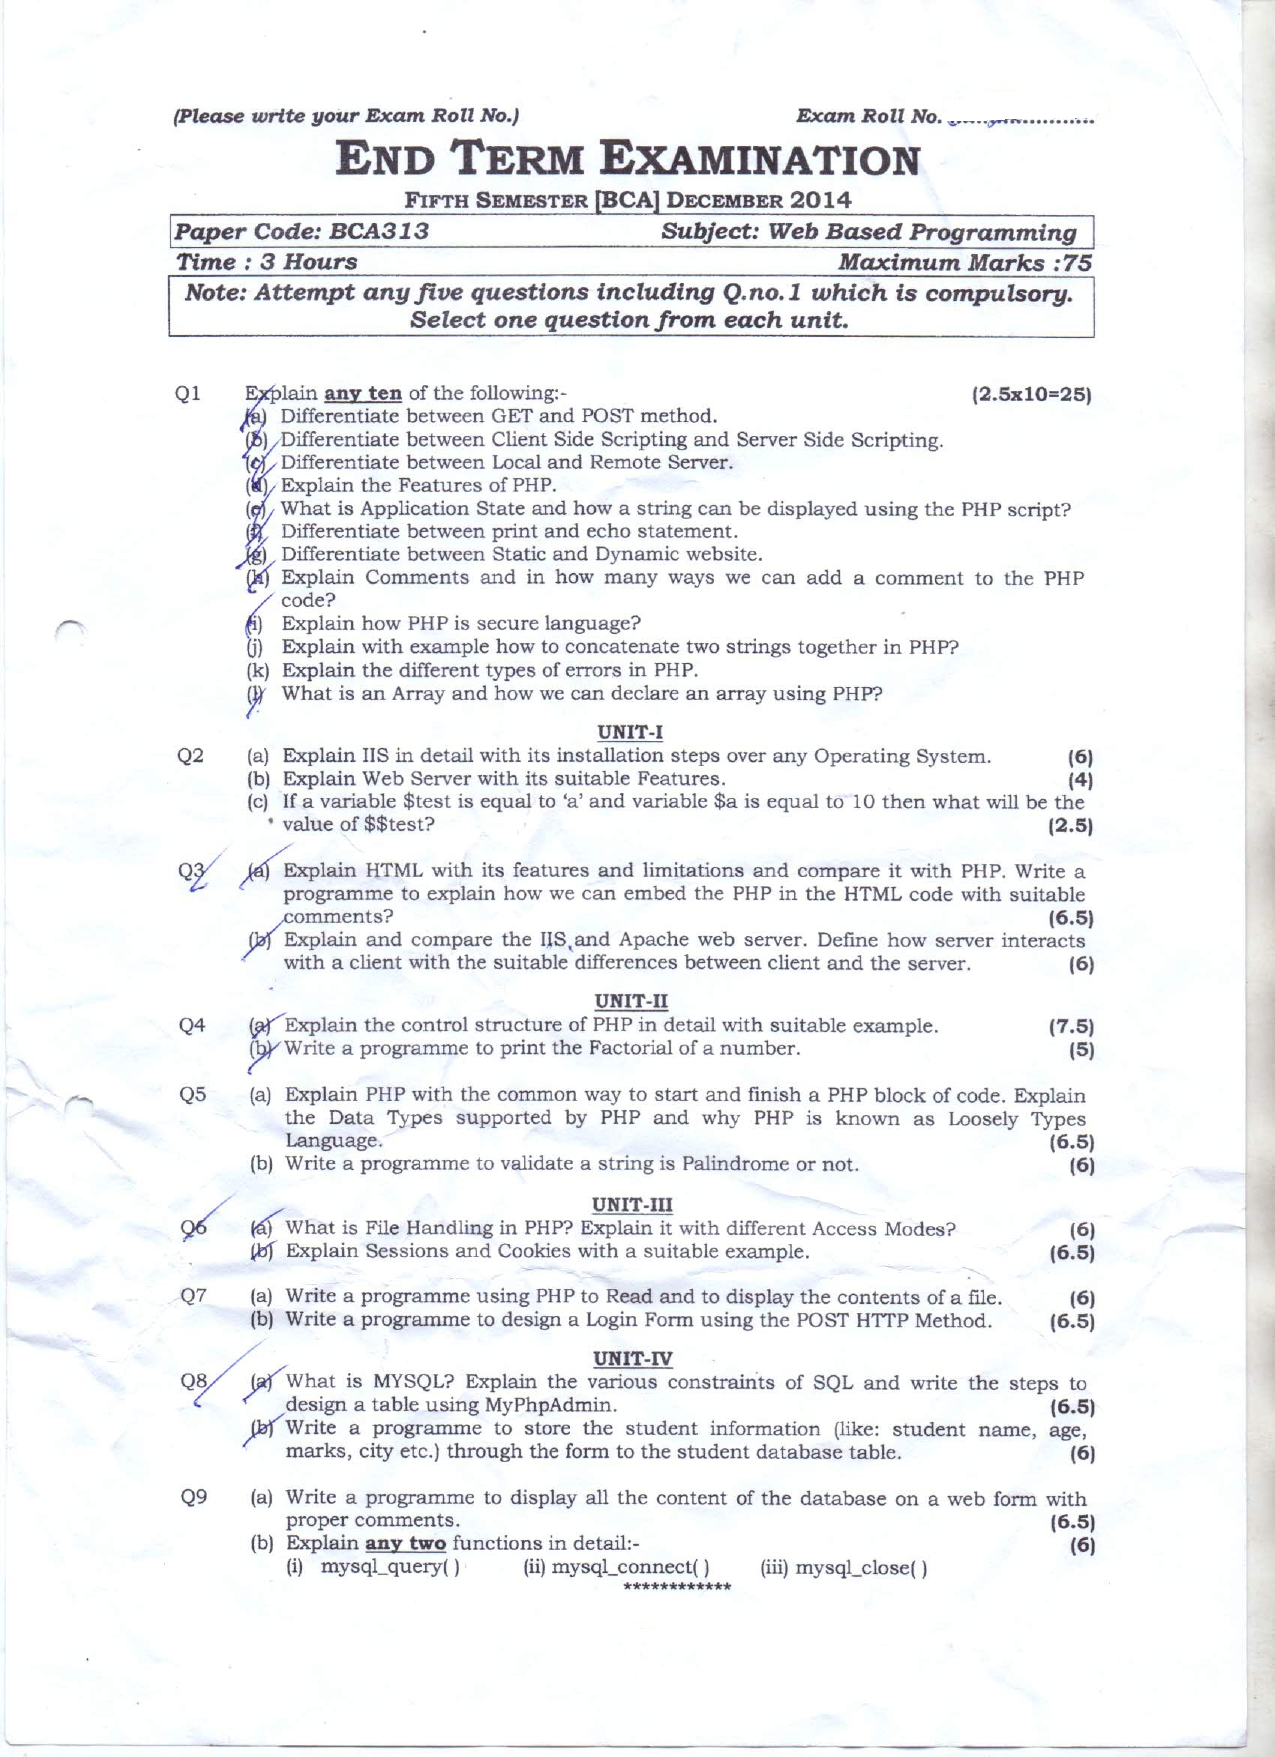 (Please write your Exam Roll No.) Exam Roll No. ....................
END TERM EXAMINATION
FIFTH SEMESTER [BCA] DECEMBER 2014
Paper Code: BCA313 Subject: Web Based Programming
Time : 3 Hours Maximum Marks :75
Note: Attempt any five questions including Q.no.1 which is compulsory.
Select one question from each unit.
Q1 Explain any ten of the following:- (2.5x10=25)
(a) Differentiate between GET and POST method.
(b) Differentiate between Client Side Scripting and Server Side Scripting.
(c) Differentiate between Local and Remote Server.
(d) Explain the Features of PHP.
(e) What is Application State and how a string can be displayed using the PHP script?
(f) Differentiate between print and echo statement.
(g) Differentiate between Static and Dynamic website.
(h) Explain Comments and in how many ways we can add a comment to the PHP
code?
(i) Explain how PHP is secure language?
(j) Explain with example how to concatenate two strings together in PHP?
(k) Explain the different types of errors in PHP.
(l) What is an Array and how we can declare an array using PHP?
UNIT-I
Q2 (a) Explain IIS in detail with its installation steps over any Operating System. (6)
(b) Explain Web Server with its suitable Features. (4)
(c) If a variable $test is equal to ‘a’ and variable $a is equal to 10 then what will be the
value of $$test? (2.5)
Q3 (a) Explain HTML with its features and limitations and compare it with PHP. Write a
programme to explain how we can embed the PHP in the HTML code with suitable
comments? (6.5)
(b) Explain and compare the IIS and Apache web server. Define how server interacts
with a client with the suitable differences between client and the server. (6)
UNIT-II
Q4 (a) Explain the control structure of PHP in detail with suitable example. (7.5)
(b) Write a programme to print the Factorial of a number. (5)
Q5 (a) Explain PHP with the common way to start and finish a PHP block of code. Explain
the Data Types supported by PHP and why PHP is known as Loosely Types
Language. (6.5)
(b) Write a programme to validate a string is Palindrome or not. (6)
UNIT-III
Q6 (a) What is File Handling in PHP? Explain it with different Access Modes? (6)
(b) Explain Sessions and Cookies with a suitable example. (6.5)
Q7 (a) Write a programme using PHP to Read and to display the contents of a file. (6)
(b) Write a programme to design a Login Form using the POST HTTP Method. (6.5)
UNIT-IV
Q8 (a) What is MYSQL? Explain the various constraints of SQL and write the steps to
design a table using MyPhpAdmin. (6.5)
(b) Write a programme to store the student information (like: student name, age,
marks, city etc.) through the form to the student database table. (6)
Q9 (a) Write a programme to display all the content of the database on a web form with
proper comments. (6.5)
(b) Explain any two functions in detail:- (6)
(i) mysql_query( ) (ii) mysql_connect( ) (iii) mysql_close( )
************